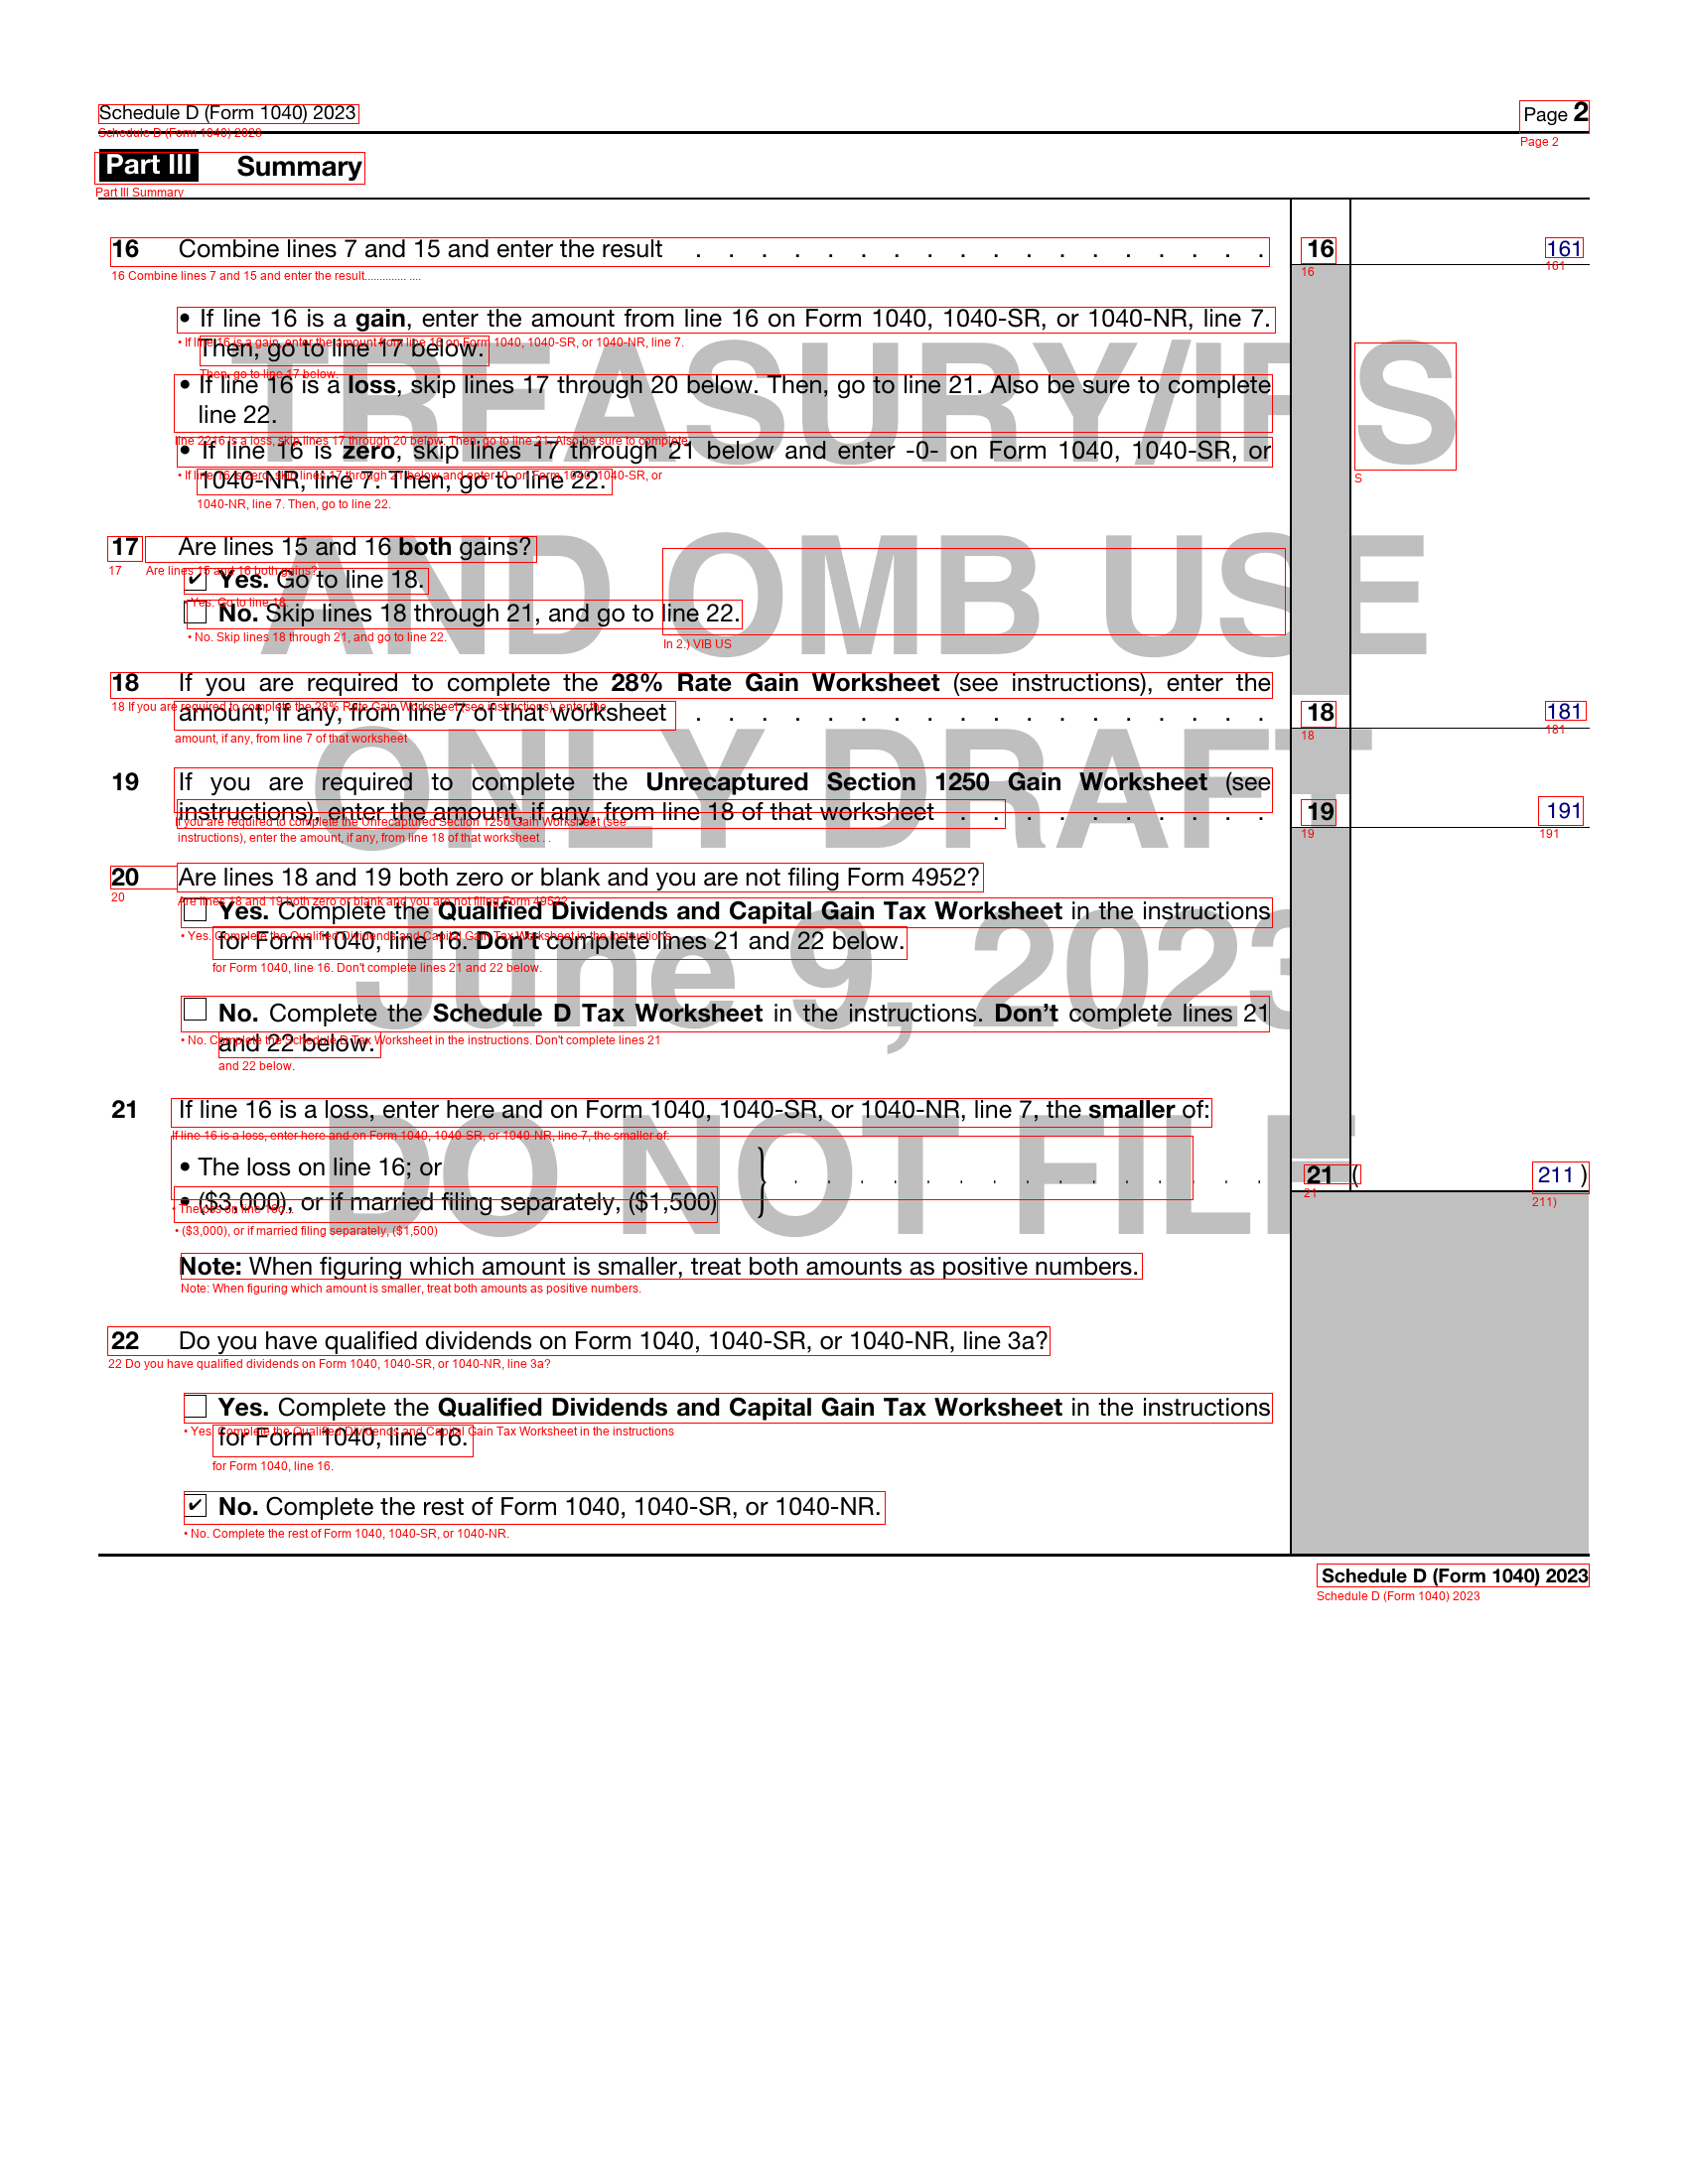 Schedule D (Form 1040) 2023 Page 2
Schedule D (Form 1040) 2023
Page 2
Part III Summary
Part III Summary
16 Combine lines 7 and 15 and enter the result . . . . . . . . . . . . . . . . . . 16 161
16 Combine lines 7 and 15 and enter the result.............. ....
16
161
• If line 16 is a gain, enter the amount from line 16 on Form 1040, 1040-SR, or 1040-NR, line 7.
• If line 16 is a gain, enter the amount from line 16 on Form 1040, 1040-SR, or 1040-NR, line 7.
Then, go to line 17 below.
Then, go to line 17 below.
TREASURY/IRS
• If line 16 is a loss, skip lines 17 through 20 below. Then, go to line 21. Also be sure to complete
line 22.
line 2216 is a loss, skip lines 17 through 20 below. Then, go to line 21. Also be sure to complete
• If line 16 is zero, skip lines 17 through 21 below and enter -0- on Form 1040, 1040-SR, or
• If line 16 is zero, skip lines 17 through 21 below and enter -0- on Form 1040, 1040-SR, or
S
1040-NR, line 7. Then, go to line 22.
1040-NR, line 7. Then, go to line 22.
17 Are lines 15 and 16 both gains?
17 Are lines 15 and 16 both gains?
✔ Yes. Go to line 18.
• Yes. Go to line 18.
AND OMB USE
No. Skip lines 18 through 21, and go to line 22.
• No. Skip lines 18 through 21, and go to line 22.
In 2.) VIB US
18 If you are required to complete the 28% Rate Gain Worksheet (see instructions), enter the
18 If you are required to complete the 28% Rate Gain Worksheet (see instructions), enter the
amount, if any, from line 7 of that worksheet . . . . . . . . . . . . . . . . . . 18 181
amount, if any, from line 7 of that worksheet
18
181
ONLY DRAFT
19 If you are required to complete the Unrecaptured Section 1250 Gain Worksheet (see
instructions), enter the amount, if any, from line 18 of that worksheet . . . . . . . . . . 19 191
If you are required to complete the Unrecaptured Section 1250 Gain Worksheet (see
instructions), enter the amount, if any, from line 18 of that worksheet . .
19
191
20 Are lines 18 and 19 both zero or blank and you are not filing Form 4952?
20
Are lines 18 and 19 both zero or blank and you are not filing Form 4952?
Yes. Complete the Qualified Dividends and Capital Gain Tax Worksheet in the instructions
• Yes. Complete the Qualified Dividends and Capital Gain Tax Worksheet in the instructions
for Form 1040, line 16. Don't complete lines 21 and 22 below.
for Form 1040, line 16. Don't complete lines 21 and 22 below.
June 9, 2023
No. Complete the Schedule D Tax Worksheet in the instructions. Don’t complete lines 21
• No. Complete the Schedule D Tax Worksheet in the instructions. Don't complete lines 21
and 22 below.
and 22 below.
21 If line 16 is a loss, enter here and on Form 1040, 1040-SR, or 1040-NR, line 7, the smaller of:
If line 16 is a loss, enter here and on Form 1040, 1040-SR, or 1040-NR, line 7, the smaller of:
• The loss on line 16; or
DO NOT FILE
} . . . . . . . . . . . . . . . 21 ( 211 )
21
211)
• ($3,000), or if married filing separately, ($1,500)
• ($3,000), or if married filing separately, ($1,500)
Note: When figuring which amount is smaller, treat both amounts as positive numbers.
Note: When figuring which amount is smaller, treat both amounts as positive numbers.
22 Do you have qualified dividends on Form 1040, 1040-SR, or 1040-NR, line 3a?
22 Do you have qualified dividends on Form 1040, 1040-SR, or 1040-NR, line 3a?
Yes. Complete the Qualified Dividends and Capital Gain Tax Worksheet in the instructions
• Yes. Complete the Qualified Dividends and Capital Gain Tax Worksheet in the instructions
for Form 1040, line 16.
for Form 1040, line 16.
✔ No. Complete the rest of Form 1040, 1040-SR, or 1040-NR.
• No. Complete the rest of Form 1040, 1040-SR, or 1040-NR.
Schedule D (Form 1040) 2023
Schedule D (Form 1040) 2023